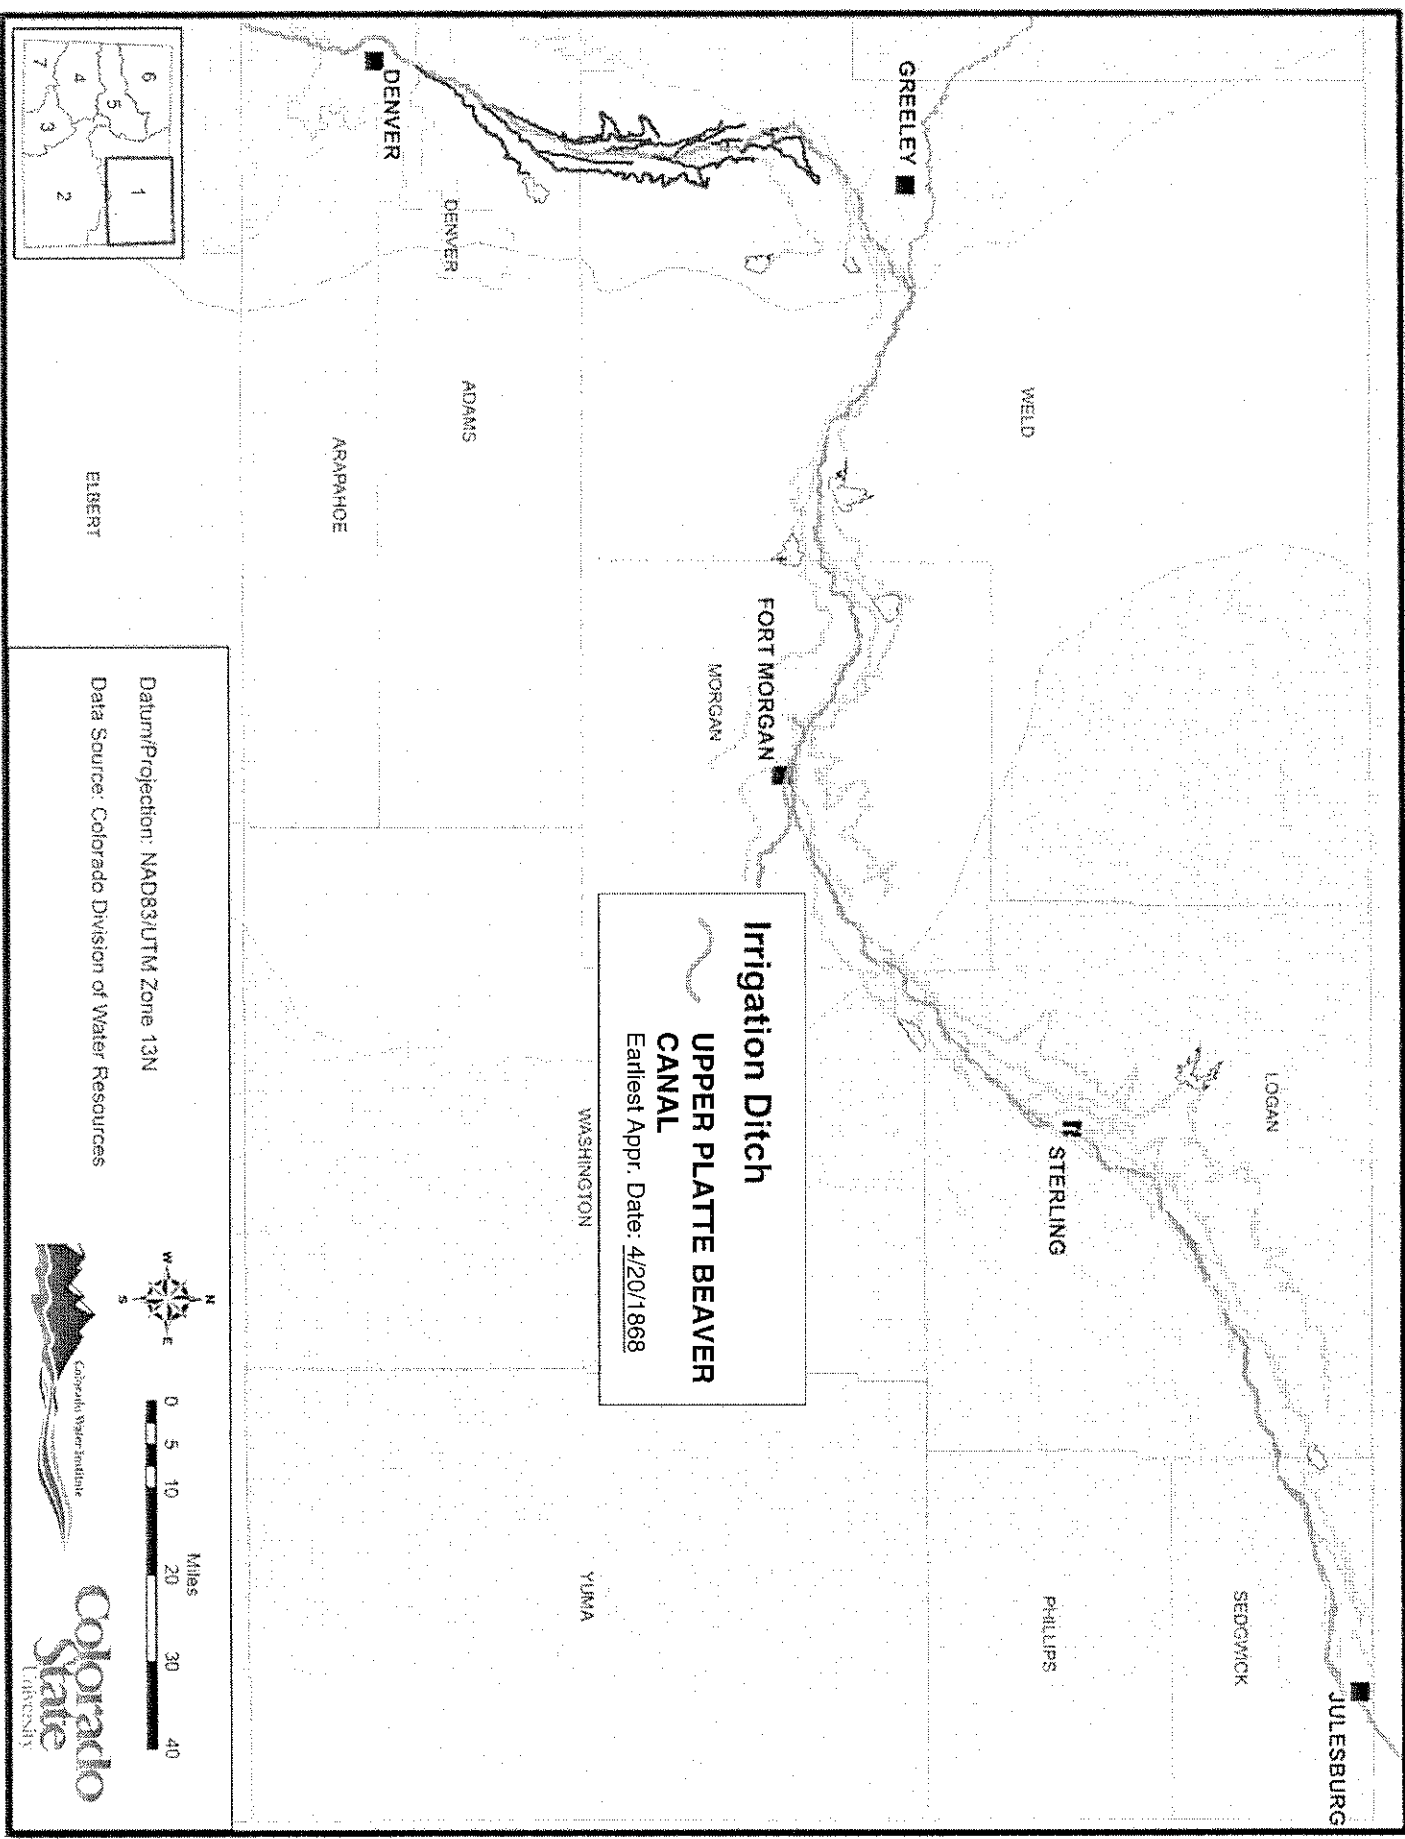 GREELEY
DENVER
DENVER
WELD
ADAMS
ARAPAHOE
ELBERT
FORT MORGAN
MORGAN
LOGAN
STERLING
WASHINGTON
YUMA
PHILLIPS
SEDGWICK
JULESBURG
Irrigation Ditch
UPPER PLATTE BEAVER
CANAL
Earliest Appr. Date: 4/20/1868
6
5
4
7
3
1
2
Datum/Projection: NAD83/UTM Zone 13N
Data Source: Colorado Division of Water Resources
N
W
E
S
Miles
0 5 10 20 30 40
Colorado Water Institute
Colorado
State
University